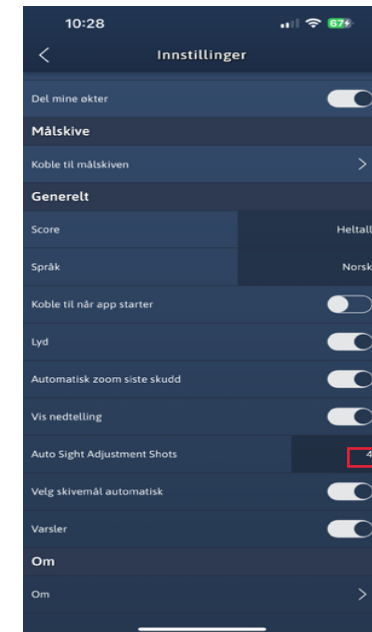 10:28
67
Innstillinger
Del mine økter
Målskive
Koble til målskiven
Generelt
Score Heltall
Språk Norsk
Koble til når app starter
Lyd
Automatisk zoom siste skudd
Vis nedtelling
Auto Sight Adjustment Shots 4
Velg skivemål automatisk
Varsler
Om
Om